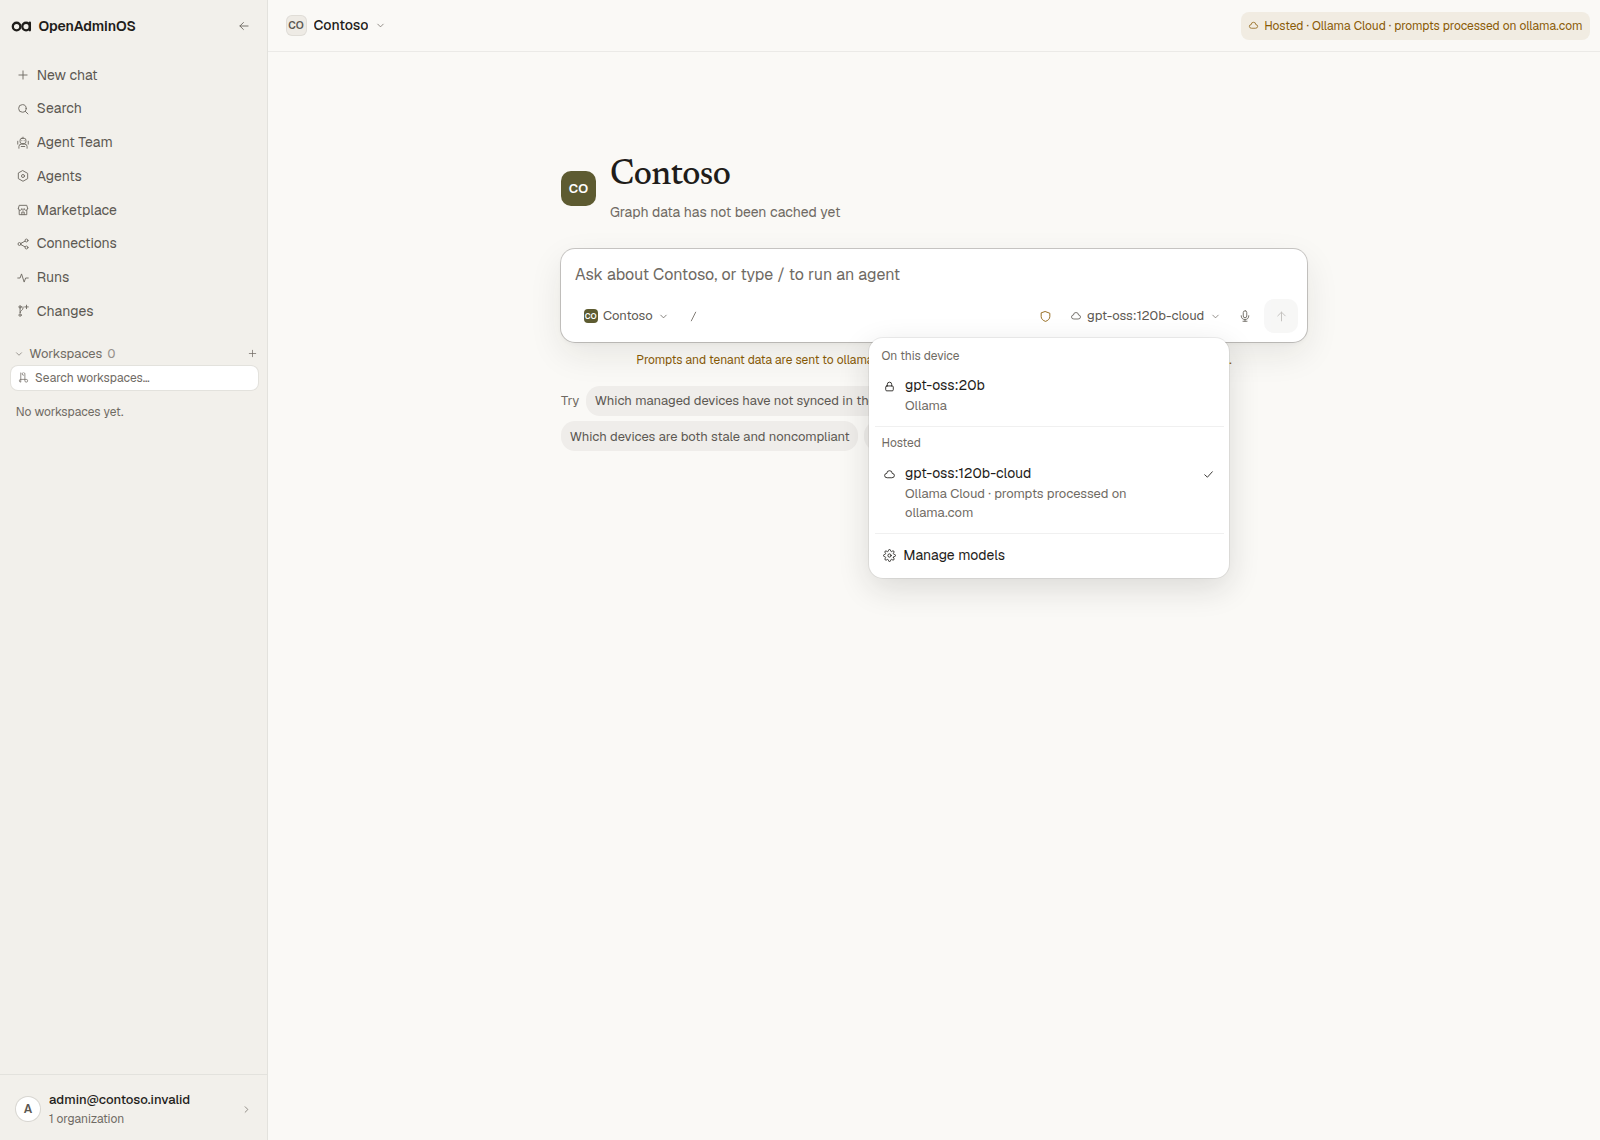 OpenAdminOS
New chat
Search
Agent Team
Agents
Marketplace
Connections
Runs
Changes
Workspaces 0
Search workspaces...
No workspaces yet.
A
admin@contoso.invalid
1 organization
CO Contoso
Hosted · Ollama Cloud · prompts processed on ollama.com
CO
Contoso
Graph data has not been cached yet
Ask about Contoso, or type / to run an agent
CO Contoso
/
gpt-oss:120b-cloud
Prompts and tenant data are sent to ollama
Try
Which managed devices have not synced in th
Which devices are both stale and noncompliant
On this device
gpt-oss:20b
Ollama
Hosted
gpt-oss:120b-cloud
Ollama Cloud · prompts processed on
ollama.com
Manage models